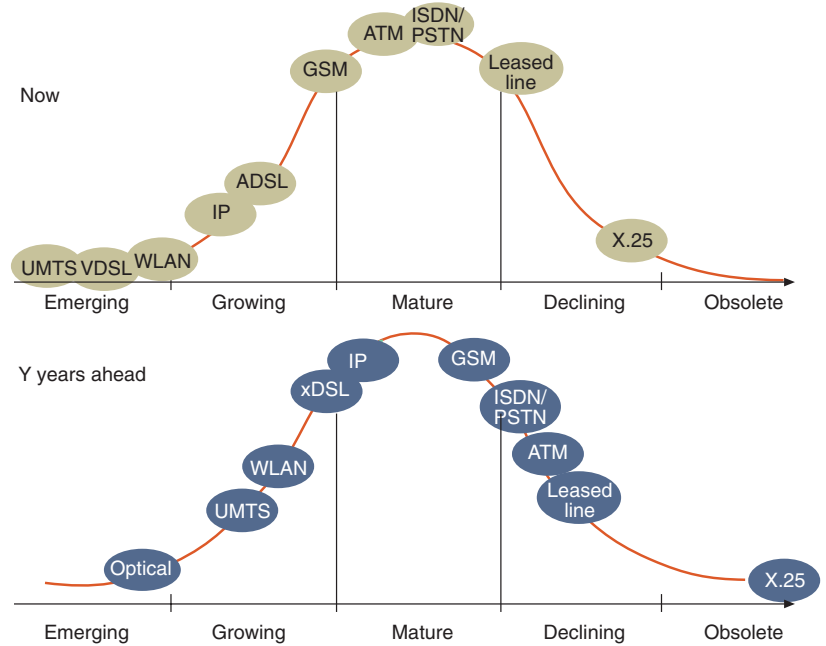 Now
UMTS
VDSL
WLAN
IP
ADSL
GSM
ATM
ISDN/
PSTN
Leased
line
X.25
Emerging
Growing
Mature
Declining
Obsolete
Y years ahead
Optical
UMTS
WLAN
xDSL
IP
GSM
ISDN/
PSTN
ATM
Leased
line
X.25
Emerging
Growing
Mature
Declining
Obsolete